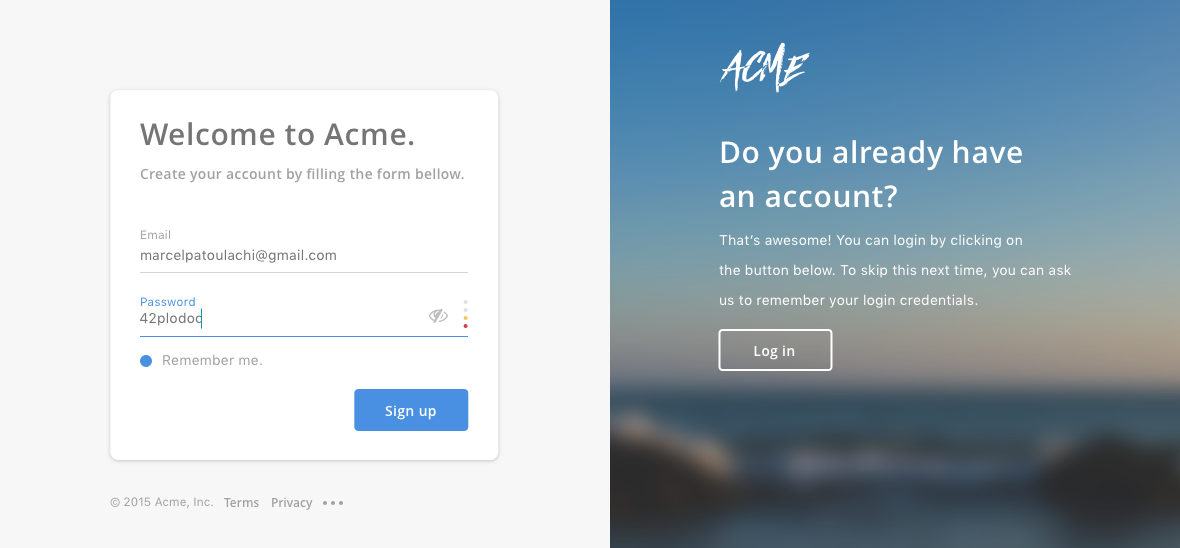 Welcome to Acme.
Create your account by filling the form bellow.
Email
marcelpatoulachi@gmail.com
Password
42plodoc
Remember me.
Sign up
© 2015 Acme, Inc. Terms Privacy •••
ACME
Do you already have
an account?
That’s awesome! You can login by clicking on
the button below. To skip this next time, you can ask
us to remember your login credentials.
Log in